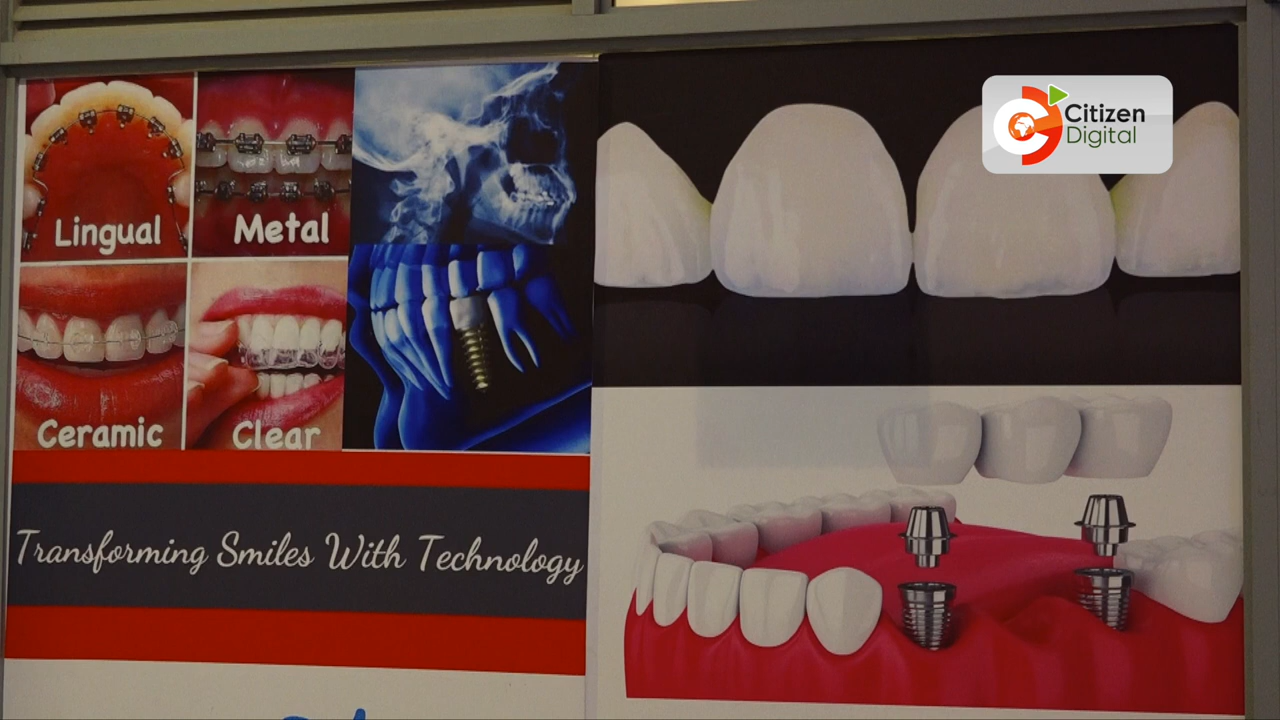 Lingual
Metal
Ceramic
Clear
Transforming Smiles With Technology
Citizen
Digital